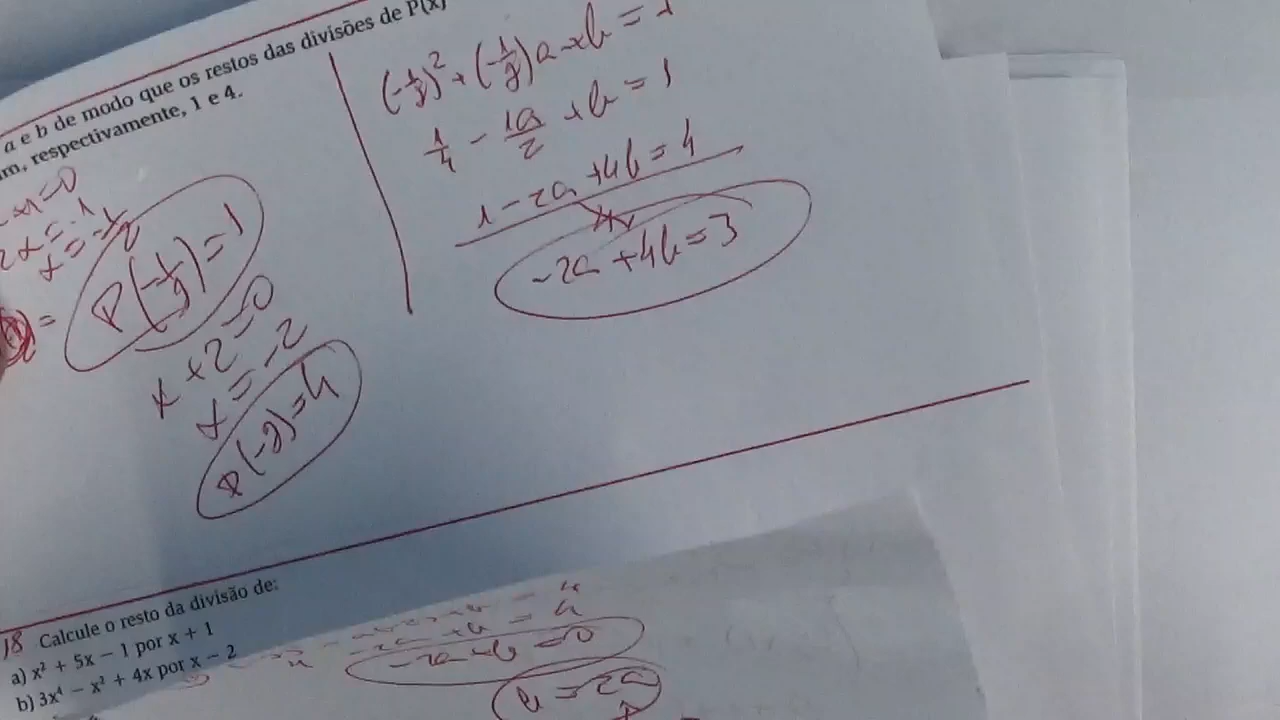 a e b de modo que os restos das divisões de P(x)
m, respectivamente, 1 e 4.
x = -1/2
P(-1/2) = 1
x + 2 = 0
x = -2
P(-2) = 4
(-1/2)² + (-1/2)a + b = 1
1/4 - 1a/2 + b = 1
1 - 2a + 4b = 4
-2a + 4b = 3
18 Calcule o resto da divisão de:
a) x² + 5x − 1 por x + 1
b) 3x⁴ − x² + 4x por x − 2
-2a + b = 0
b = 2a